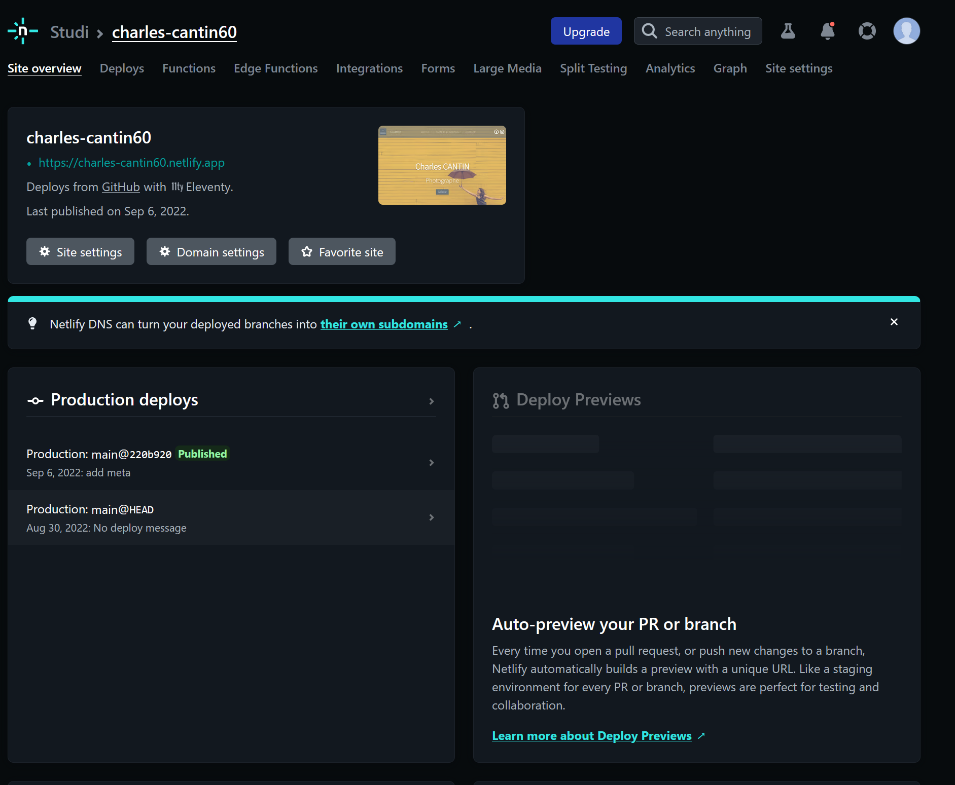 Studi > charles-cantin60
Upgrade
Search anything
Site overview Deploys Functions Edge Functions Integrations Forms Large Media Split Testing Analytics Graph Site settings
charles-cantin60
https://charles-cantin60.netlify.app
Deploys from GitHub with Eleventy.
Last published on Sep 6, 2022.
Charles CANTIN
Site settings
Domain settings
Favorite site
Netlify DNS can turn your deployed branches into their own subdomains ↗ .
Production deploys
Production: main@220b920 Published
Sep 6, 2022: add meta
Production: main@HEAD
Aug 30, 2022: No deploy message
Deploy Previews
Auto-preview your PR or branch
Every time you open a pull request, or push new changes to a branch,
Netlify automatically builds a preview with a unique URL. Like a staging
environment for every PR or branch, previews are perfect for testing and
collaboration.
Learn more about Deploy Previews ↗